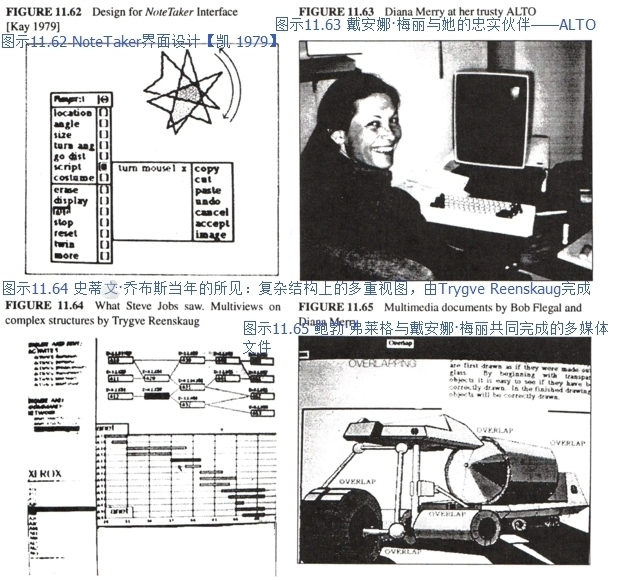 FIGURE 11.62 Design for NoteTaker Interface
[Kay 1979]
图示11.62 NoteTaker界面设计【凯 1979】
location
angle
size
turn ang
go dist
script
costume
erase
display
stop
reset
twin
more
turn mouse1 x
copy
cut
paste
undo
cancel
accept
image
FIGURE 11.63 Diana Merry at her trusty ALTO
图示11.63 戴安娜·梅丽与她的忠实伙伴——ALTO
图示11.64 史蒂文·乔布斯当年的所见：复杂结构上的多重视图，由Trygve Reenskaug完成
FIGURE 11.64 What Steve Jobs saw. Multiviews on
complex structures by Trygve Reenskaug
XEROX
FIGURE 11.65 Multimedia documents by Bob Flegal and
Diana Merry
图示11.65 鲍勃·弗莱格与戴安娜·梅丽共同完成的多媒体
文件
Overlap
OVERLAPPING
are first drawn as if they were made out
glass. By beginning with transpar
objects it is easy to see if they have b
correctly drawn. In the finished drawing
objects will be correctly drawn.
OVERLAP
OVERLAP
OVERLAP
OVERLAP
OVERLAP